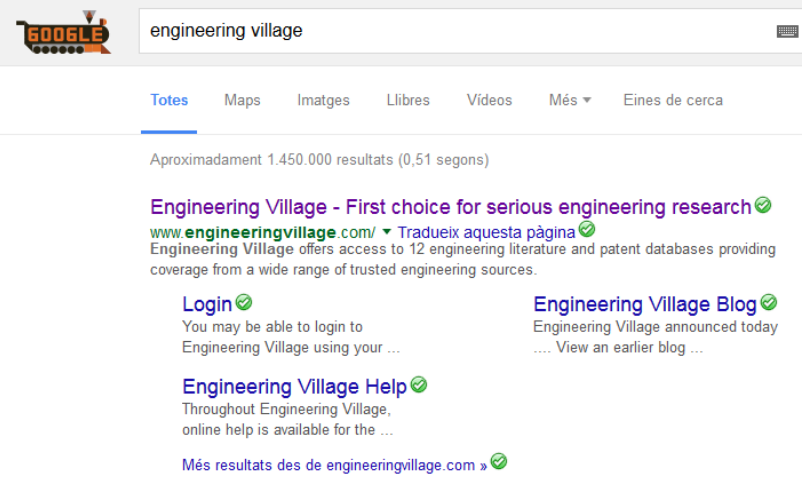 GOOGLE
engineering village
Totes Maps Imatges Llibres Vídeos Més Eines de cerca
Aproximadament 1.450.000 resultats (0,51 segons)
Engineering Village - First choice for serious engineering research
www.engineeringvillage.com/ Tradueix aquesta pàgina
Engineering Village offers access to 12 engineering literature and patent databases providing
coverage from a wide range of trusted engineering sources.
Login
You may be able to login to
Engineering Village using your ...
Engineering Village Blog
Engineering Village announced today
.... View an earlier blog ...
Engineering Village Help
Throughout Engineering Village,
online help is available for the ...
Més resultats des de engineeringvillage.com »